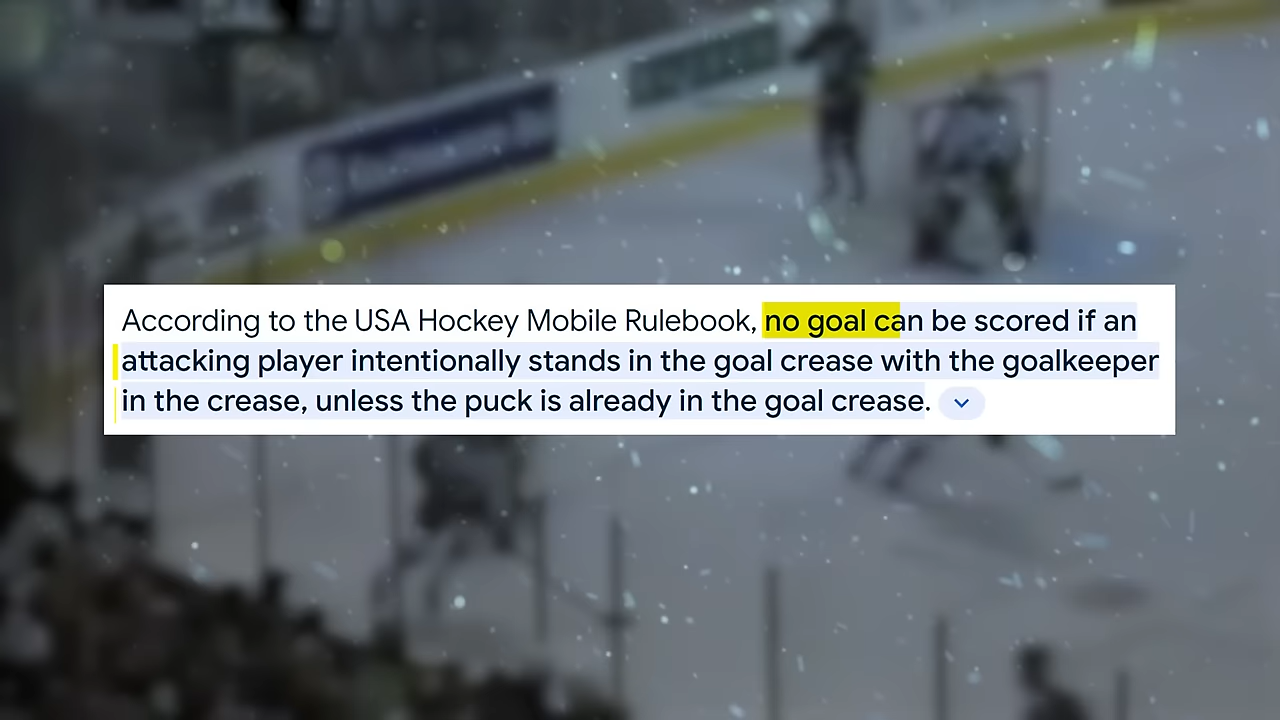 According to the USA Hockey Mobile Rulebook, no goal can be scored if an
attacking player intentionally stands in the goal crease with the goalkeeper
in the crease, unless the puck is already in the goal crease.